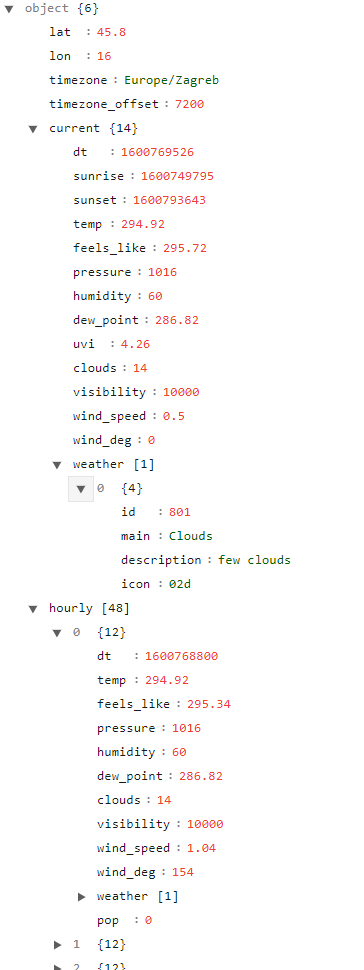 object {6}
lat : 45.8
lon : 16
timezone : Europe/Zagreb
timezone_offset : 7200
current {14}
dt : 1600769526
sunrise : 1600749795
sunset : 1600793643
temp : 294.92
feels_like : 295.72
pressure : 1016
humidity : 60
dew_point : 286.82
uvi : 4.26
clouds : 14
visibility : 10000
wind_speed : 0.5
wind_deg : 0
weather [1]
0 {4}
id : 801
main : Clouds
description : few clouds
icon : 02d
hourly [48]
0 {12}
dt : 1600768800
temp : 294.92
feels_like : 295.34
pressure : 1016
humidity : 60
dew_point : 286.82
clouds : 14
visibility : 10000
wind_speed : 1.04
wind_deg : 154
weather [1]
pop : 0
1 {12}
2 {12}